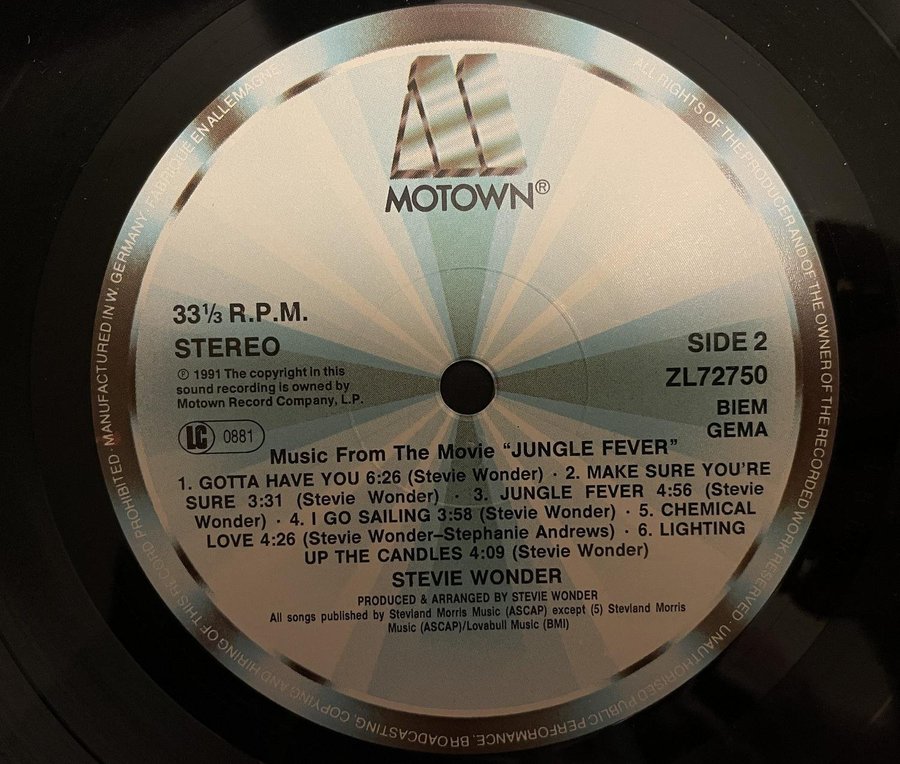 MOTOWN®
33⅓ R.P.M.
STEREO
℗ 1991 The copyright in this
sound recording is owned by
Motown Record Company, L.P.
LC 0881
SIDE 2
ZL72750
BIEM
GEMA
Music From The Movie “JUNGLE FEVER”
1. GOTTA HAVE YOU 6:26 (Stevie Wonder) · 2. MAKE SURE YOU'RE
SURE 3:31 (Stevie Wonder) · 3. JUNGLE FEVER 4:56 (Stevie
Wonder) · 4. I GO SAILING 3:58 (Stevie Wonder) · 5. CHEMICAL
LOVE 4:26 (Stevie Wonder–Stephanie Andrews) · 6. LIGHTING
UP THE CANDLES 4:09 (Stevie Wonder)
STEVIE WONDER
PRODUCED & ARRANGED BY STEVIE WONDER
All songs published by Stevland Morris Music (ASCAP) except (5) Stevland Morris
Music (ASCAP)/Lovabull Music (BMI)
ALL RIGHTS OF THE PRODUCER AND OF THE OWNER OF THE RECORDED WORK RESERVED · UNAUTHORISED PUBLIC PERFORMANCE, BROADCASTING, COPYING AND HIRING OF THIS RECORD PROHIBITED · MANUFACTURED IN W. GERMANY · FABRIQUE EN ALLEMAGNE